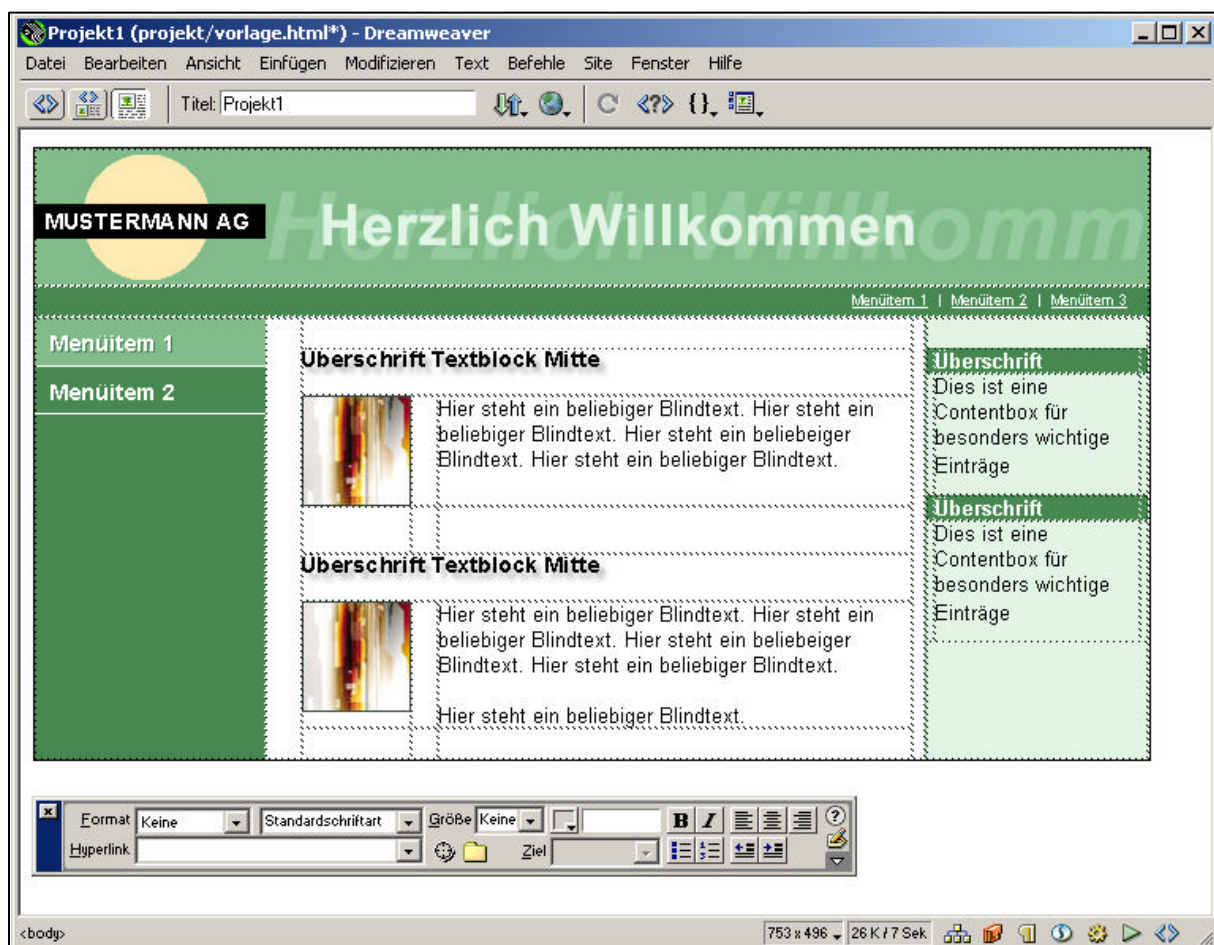 Projekt1 (projekt/vorlage.html*) - Dreamweaver
Datei Bearbeiten Ansicht Einfügen Modifizieren Text Befehle Site Fenster Hilfe
Titel: Projekt1
Herzlich Willkomm
MUSTERMANN AG Herzlich Willkommen
Menüitem 1 | Menüitem 2 | Menüitem 3
Menüitem 1
Menüitem 2
Überschrift Textblock Mitte
Hier steht ein beliebiger Blindtext. Hier steht ein
beliebiger Blindtext. Hier steht ein beliebeiger
Blindtext. Hier steht ein beliebiger Blindtext.
Überschrift Textblock Mitte
Hier steht ein beliebiger Blindtext. Hier steht ein
beliebiger Blindtext. Hier steht ein beliebeiger
Blindtext. Hier steht ein beliebiger Blindtext.
Hier steht ein beliebiger Blindtext.
Überschrift
Dies ist eine
Contentbox für
besonders wichtige
Einträge
Überschrift
Dies ist eine
Contentbox für
besonders wichtige
Einträge
Format Keine Standardschriftart Größe Keine B I
Hyperlink Ziel
<body> 753 x 496 26 K / 7 Sek